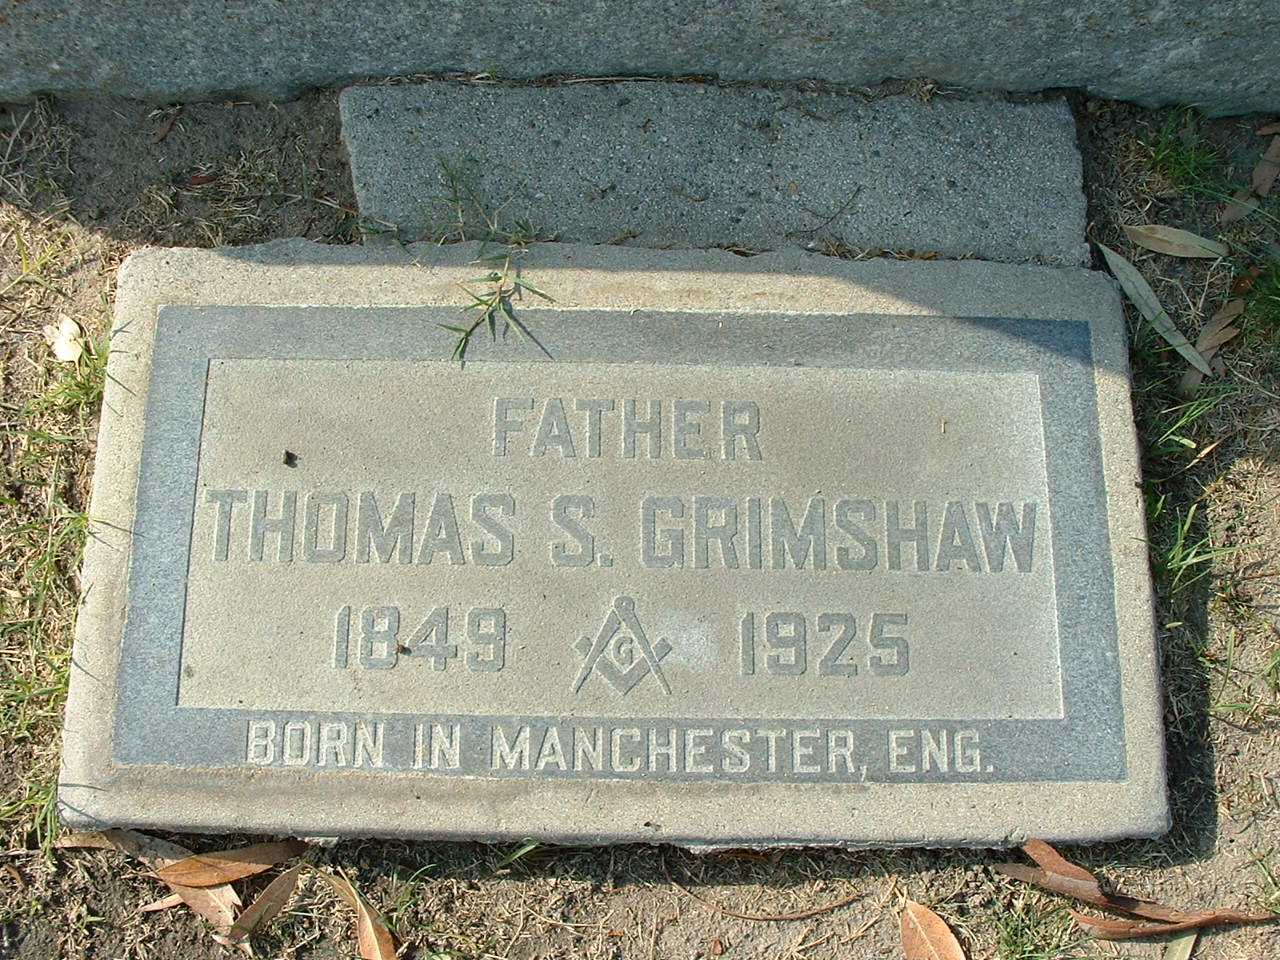 FATHER
THOMAS S. GRIMSHAW
1849 G 1925
BORN IN MANCHESTER, ENG.